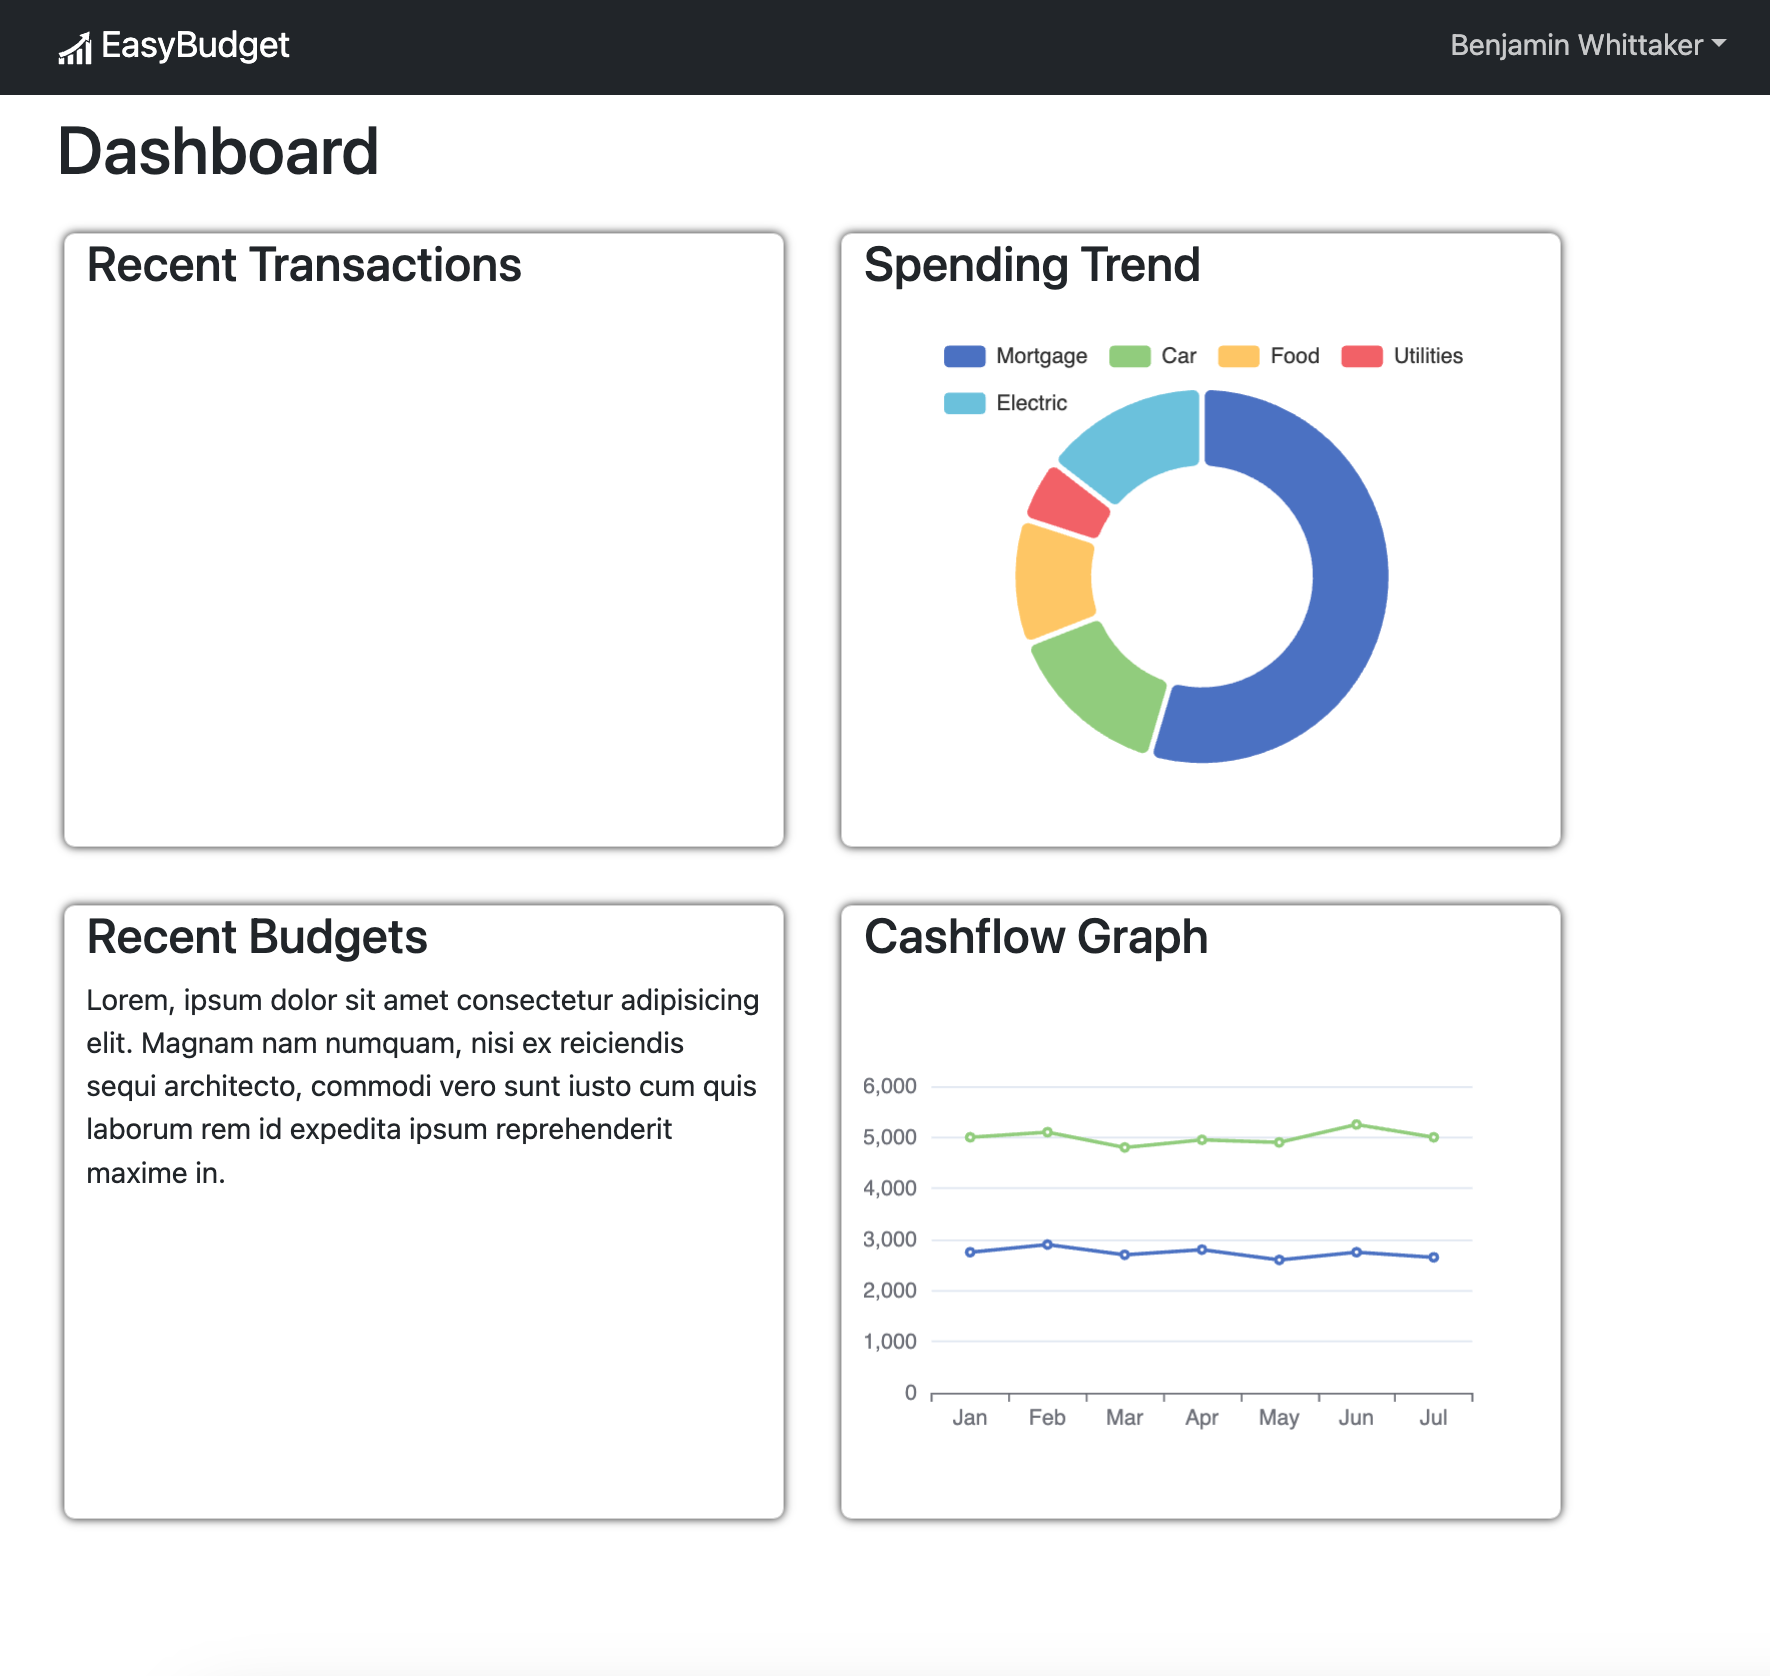 EasyBudget
Benjamin Whittaker
Dashboard
Recent Transactions
Spending Trend
Mortgage Car Food Utilities
Electric
Recent Budgets
Lorem, ipsum dolor sit amet consectetur adipisicing
elit. Magnam nam numquam, nisi ex reiciendis
sequi architecto, commodi vero sunt iusto cum quis
laborum rem id expedita ipsum reprehenderit
maxime in.
Cashflow Graph
6,000
5,000
4,000
3,000
2,000
1,000
0
Jan Feb Mar Apr May Jun Jul